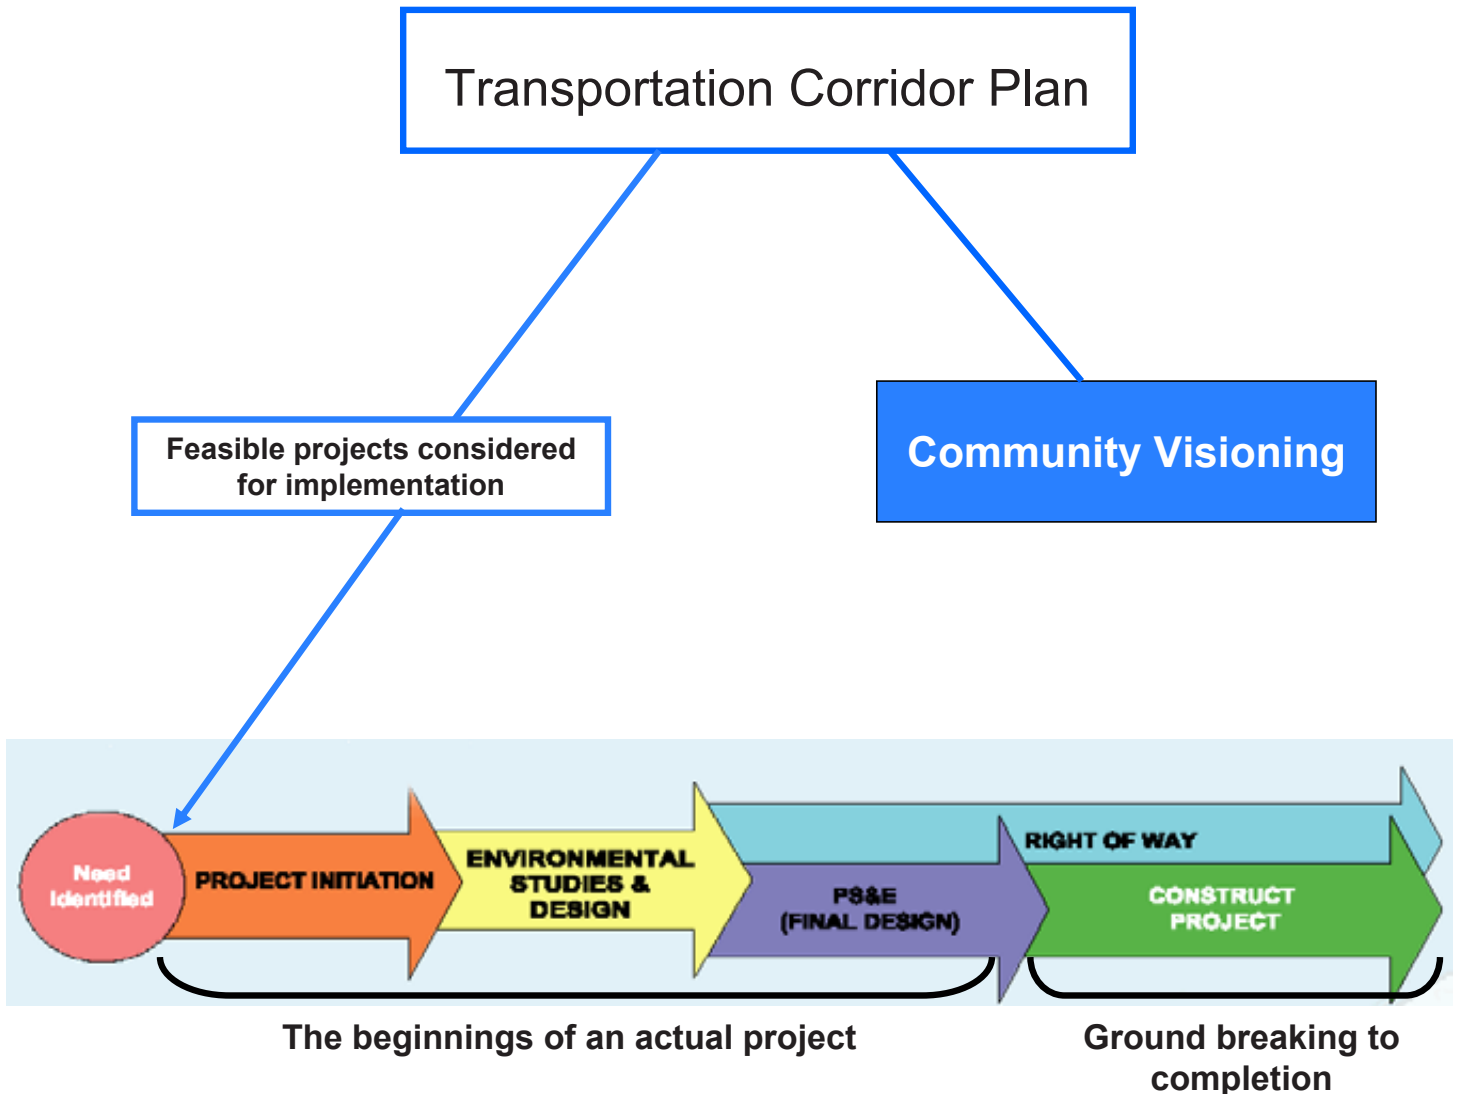 Transportation Corridor Plan
Feasible projects considered
for implementation
Community Visioning
Need
Identified
PROJECT INITIATION
ENVIRONMENTAL
STUDIES &
DESIGN
RIGHT OF WAY
PS&E
(FINAL DESIGN)
CONSTRUCT
PROJECT
The beginnings of an actual project
Ground breaking to
completion